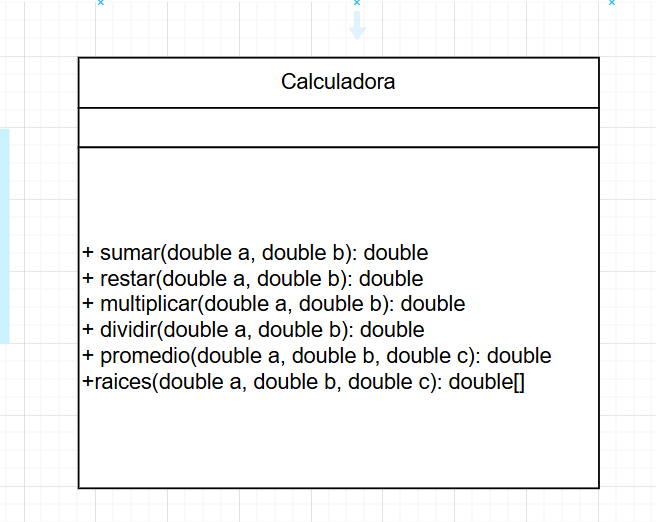 Calculadora
+ sumar(double a, double b): double
+ restar(double a, double b): double
+ multiplicar(double a, double b): double
+ dividir(double a, double b): double
+ promedio(double a, double b, double c): double
+raices(double a, double b, double c): double[]